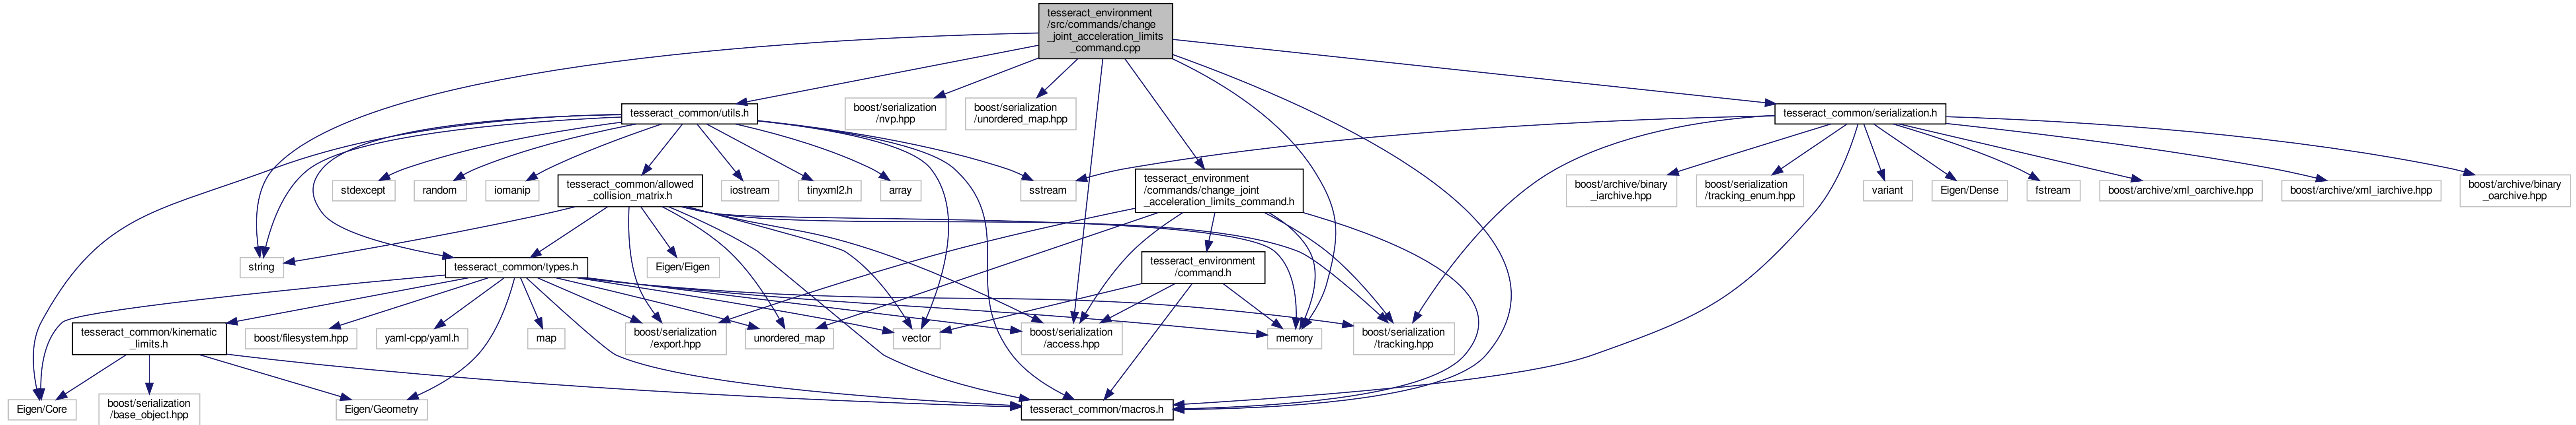 tesseract_environment
/src/commands/change
_joint_acceleration_limits
_command.cpp
tesseract_common/utils.h
boost/serialization
/nvp.hpp
boost/serialization
/unordered_map.hpp
tesseract_common/serialization.h
stdexcept
random
iomanip
tesseract_common/allowed
_collision_matrix.h
iostream
tinyxml2.h
array
sstream
tesseract_environment
/commands/change_joint
_acceleration_limits_command.h
boost/archive/binary
_iarchive.hpp
boost/serialization
/tracking_enum.hpp
variant
Eigen/Dense
fstream
boost/archive/xml_oarchive.hpp
boost/archive/xml_iarchive.hpp
boost/archive/binary
_oarchive.hpp
string
tesseract_common/types.h
Eigen/Eigen
tesseract_environment
/command.h
tesseract_common/kinematic
_limits.h
boost/filesystem.hpp
yaml-cpp/yaml.h
map
boost/serialization
/export.hpp
unordered_map
vector
boost/serialization
/access.hpp
memory
boost/serialization
/tracking.hpp
Eigen/Core
boost/serialization
/base_object.hpp
Eigen/Geometry
tesseract_common/macros.h